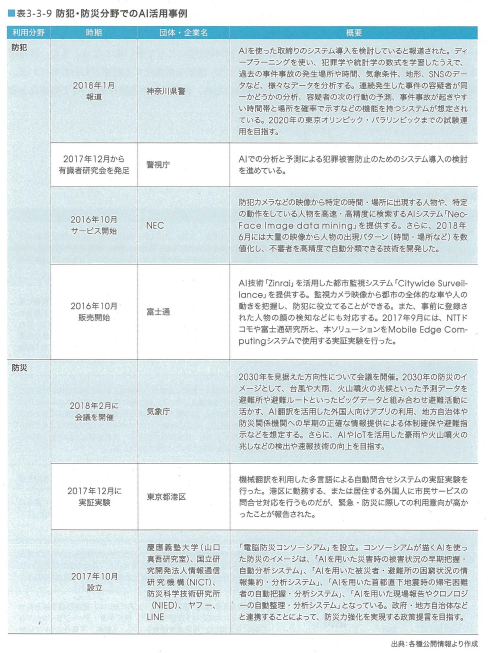 ■表3-3-9 防犯・防災分野でのAI活用事例
利用分野
時期
団体・企業名
概要
防犯
2018年1月
報道
神奈川県警
AIを使った取締りのシステム導入を検討していると報道された。ディ
ープラーニングを使い、犯罪学や統計学の数式を学習したうえで、
過去の事件事故の発生場所や時間、気象条件、地形、SNSのデー
タなど、様々なデータを分析する。連続発生した事件の容疑者が同
一かどうかの分析、容疑者の次の行動の予測、事件事故が起きやす
い時間帯と場所を確率で示すなどの機能を持つシステムが想定され
ている。2020年の東京オリンピック・パラリンピックまでの試験運
用を目指す。
2017年12月から
有識者研究会を発足
警視庁
AIでの分析と予測による犯罪被害防止のためのシステム導入の検討
を進めている。
2016年10月
サービス開始
NEC
防犯カメラなどの映像から特定の時間・場所に出現する人物や、特定
の動作をしている人物を高速・高精度に検索するAIシステム「Neo-
Face Image data mining」を提供する。さらに、2018年
6月には大量の映像から人物の出現パターン(時間・場所など)を数
値化し、不審者を高精度で自動分類できる技術を開発した。
2016年10月
販売開始
富士通
AI技術「Zinrai」を活用した都市監視システム「Citywide Surveil-
lance」を提供する。監視カメラ映像から都市の全体的な車や人の
動きを把握し、防犯に役立てることができる。また、事前に登録さ
れた人物の顔の検知などにも対応する。2017年9月には、NTTド
コモや富士通研究所と、本ソリューションをMobile Edge Com-
putingシステムで使用する実証実験を行った。
防災
2018年2月に
会議を開催
気象庁
2030年を見据えた方向性について会議を開催。2030年の防災のイ
メージとして、台風や大雨、火山噴火の兆候といった予測データを
避難所や避難ルートといったビッグデータと組み合わせ避難活動に
活かす、AI翻訳を活用した外国人向けアプリの利用、地方自治体や
防災関係機関への早期の正確な情報提供による体制確保や避難指
示などを想定する。さらに、AIやIoTを活用した豪雨や火山噴火の
兆しなどの検出や速報技術の向上を目指す。
2017年12月に
実証実験
東京都港区
機械翻訳を利用した多言語による自動問合せシステムの実証実験を
行った。港区に勤務する、または居住する外国人に市民サービスの
問合せ対応を行うものだが、緊急・防災に際しての利用意向が高か
ったことが報告された。
2017年10月
設立
慶應義塾大学(山口
真吾研究室)、国立研
究開発法人情報通信
研究機構(NICT)、
防災科学技術研究所
(NIED)、ヤフー、
LINE
「電脳防災コンソーシアム」を設立。コンソーシアムが描くAIを使っ
た防災のイメージは、「AIを用いた災害時の被害状況の早期把握・
自動分析システム」、「AIを用いた被災者・避難所の困窮状況の情
報集約・分析システム」、「AIを用いた首都直下地震時の帰宅困難
者の自動把握・分析システム」、「AIを用いた現場報告やクロノロジ
ーの自動整理・分析システム」となっている。政府・地方自治体など
と連携することによって、防災力強化を実現する政策提言を目指す。
出典:各種公開情報より作成